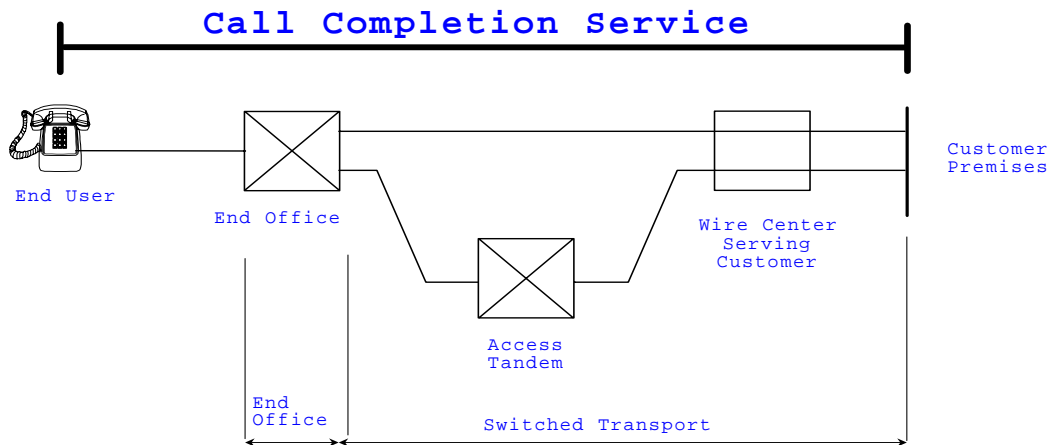 Call Completion Service
End User
End Office
Wire Center
Serving
Customer
Customer
Premises
Access
Tandem
End
Office
Switched Transport